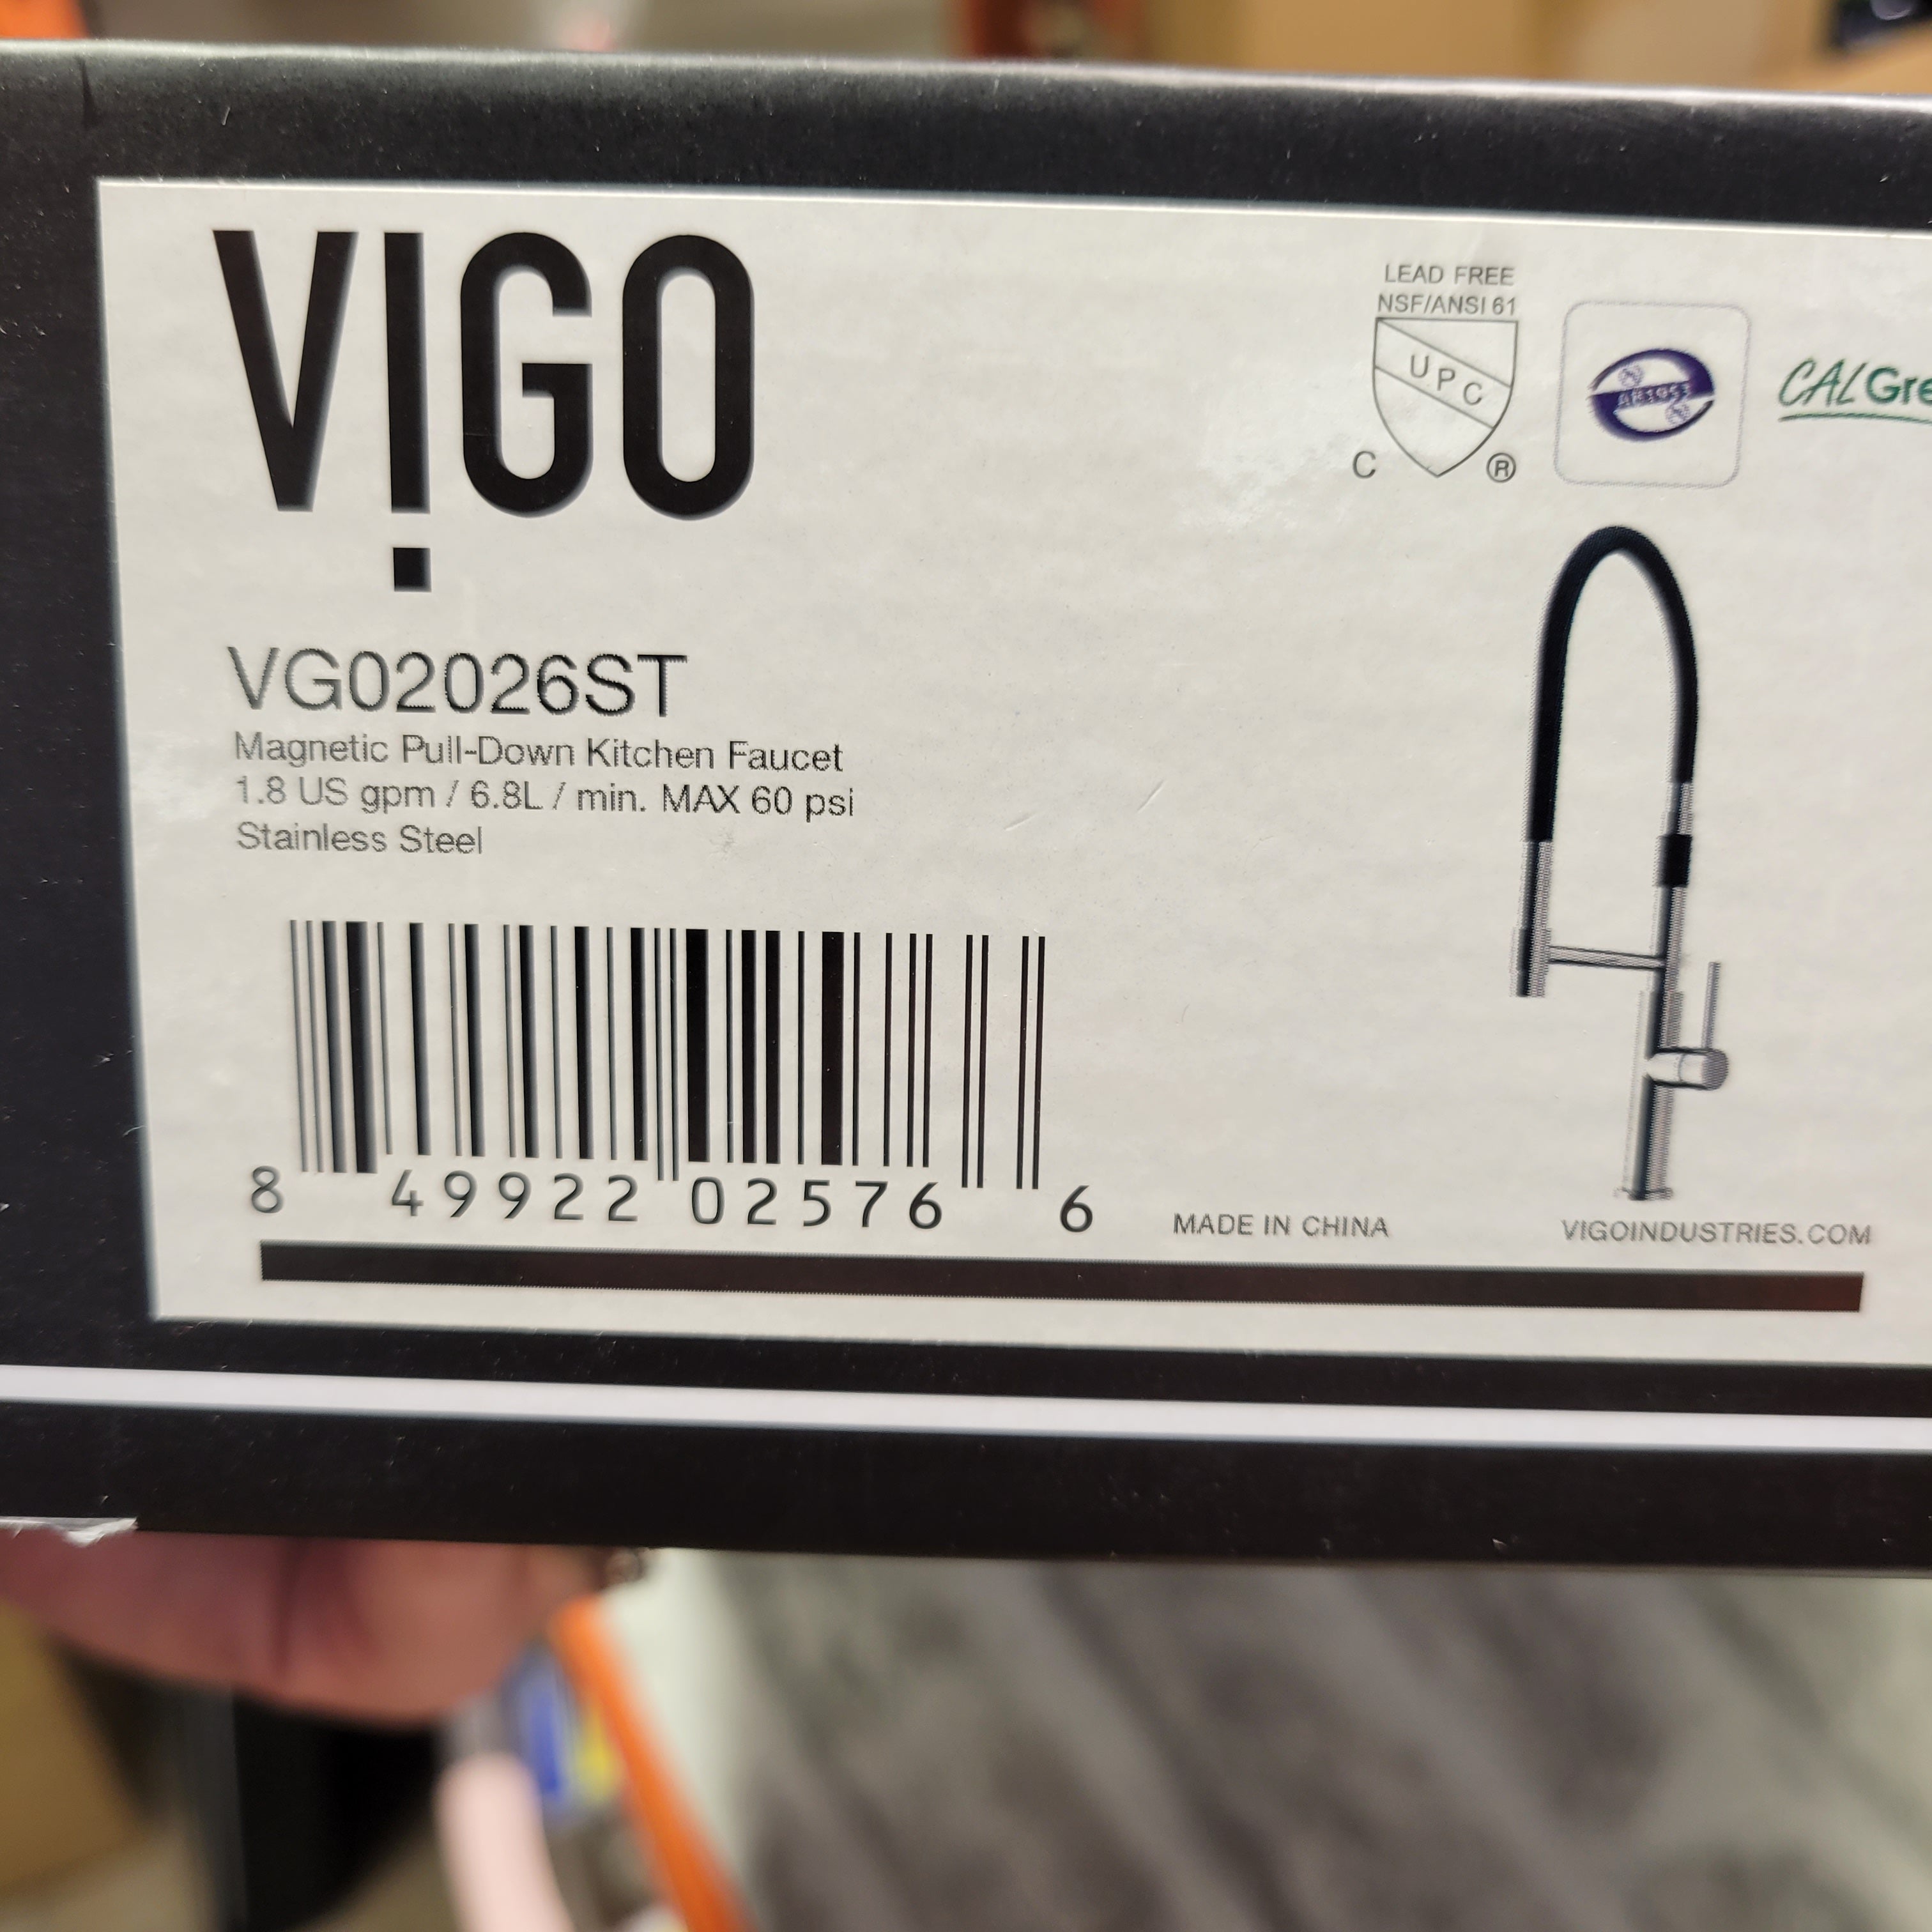 VIGO
LEAD FREE
NSF/ANSI 61
UPC
C ®
CALGre
VG02026ST
Magnetic Pull-Down Kitchen Faucet
1.8 US gpm / 6.8L / min. MAX 60 psi
Stainless Steel
8 49922 02576 6
MADE IN CHINA
VIGOINDUSTRIES.COM